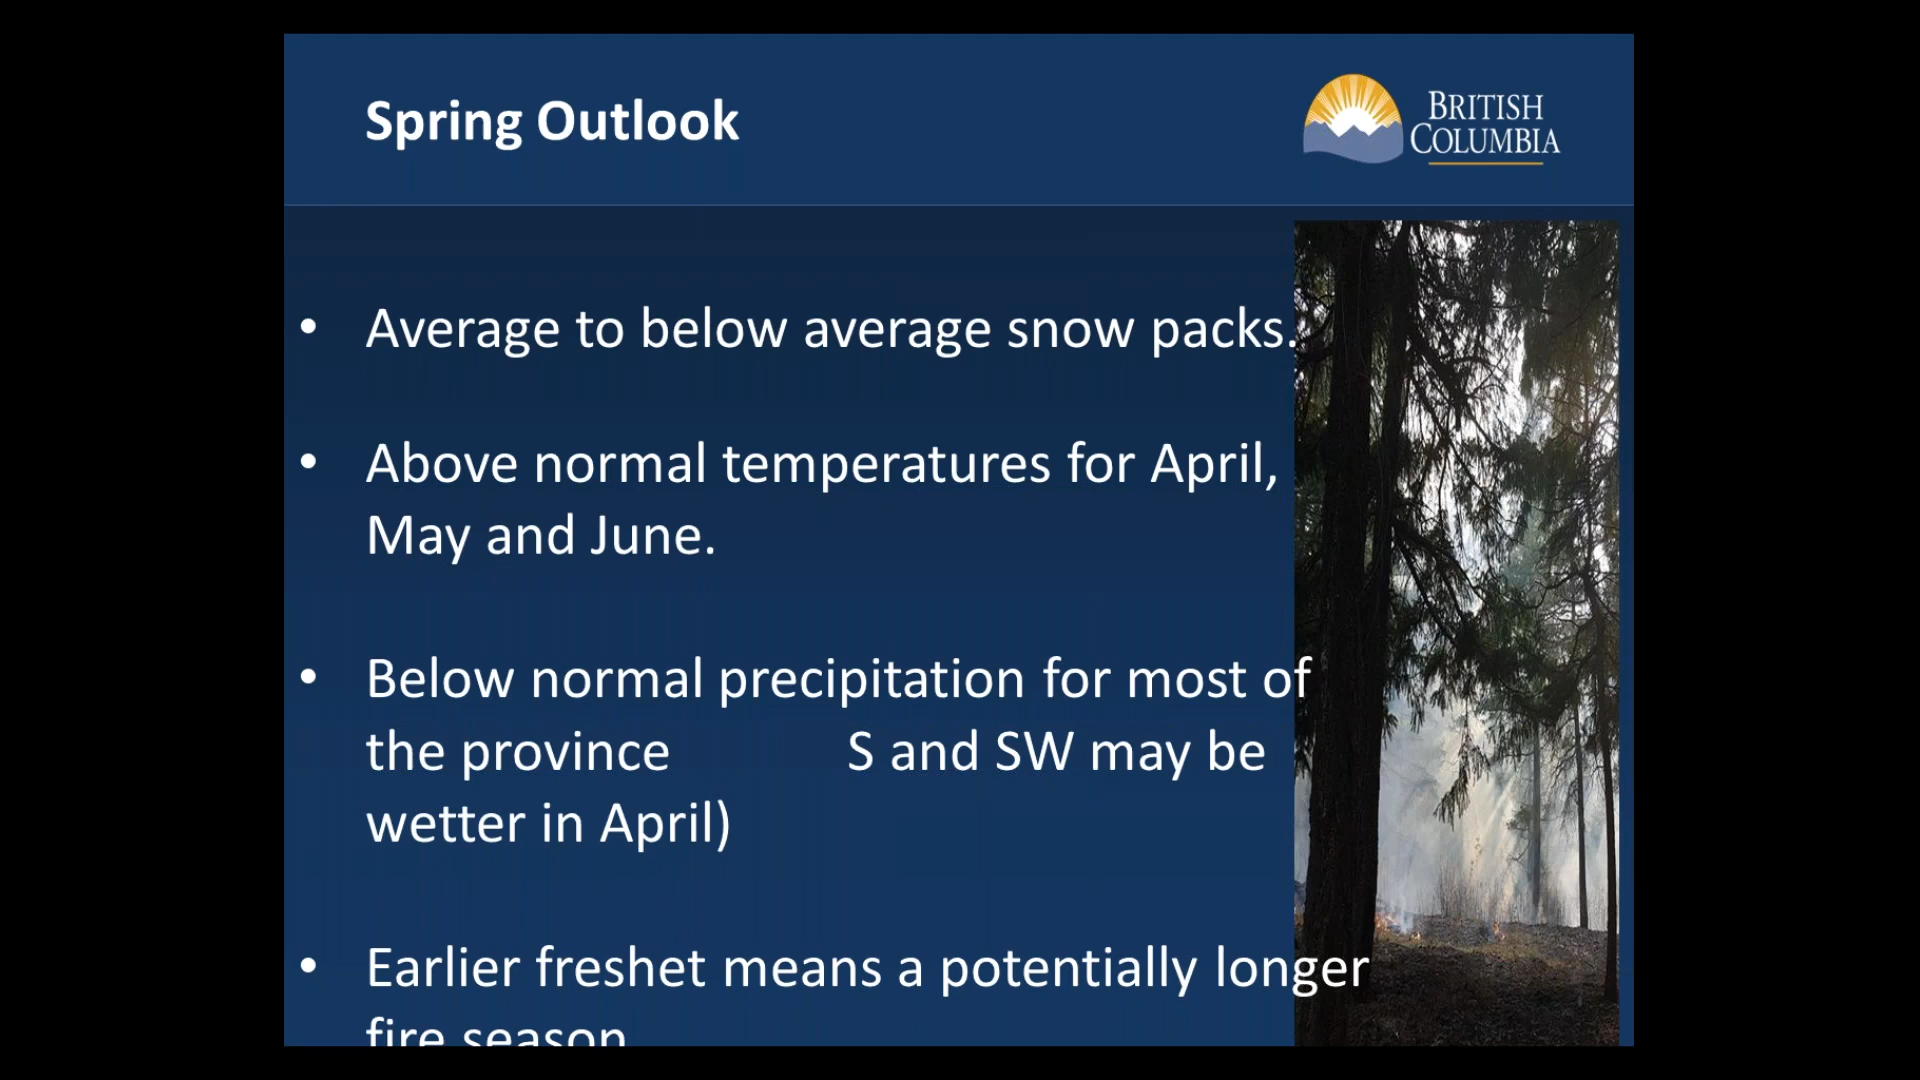 Spring Outlook
BRITISH
COLUMBIA
• Average to below average snow packs.
• Above normal temperatures for April,
May and June.
• Below normal precipitation for most of
the province S and SW may be
wetter in April)
• Earlier freshet means a potentially longer
fire season